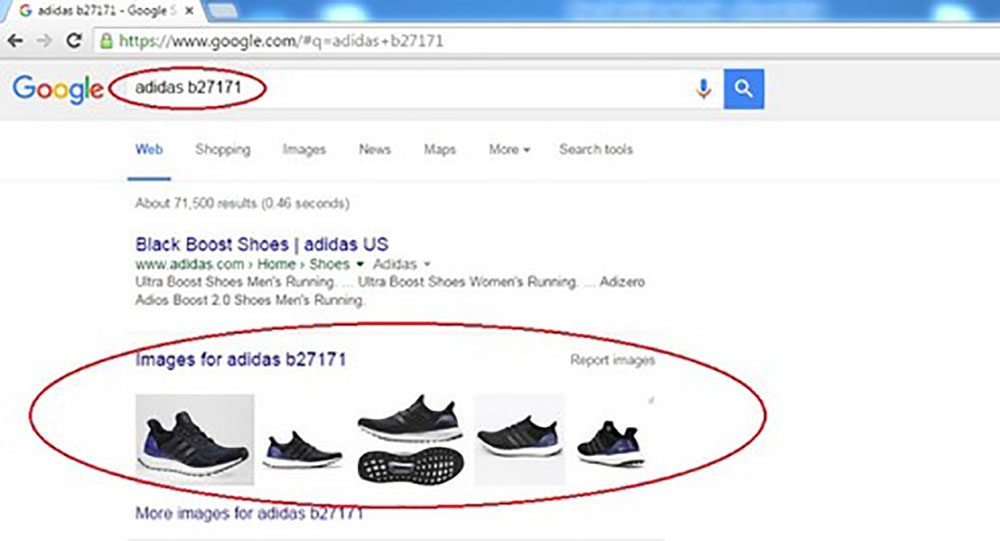 adidas b27171 - Google S
https://www.google.com/#q=adidas+b27171
Google adidas b27171
Web Shopping Images News Maps More Search tools
About 71,500 results (0.46 seconds)
Black Boost Shoes | adidas US
www.adidas.com › Home › Shoes Adidas
Ultra Boost Shoes Men's Running. ... Ultra Boost Shoes Women's Running. ... Adizero
Adios Boost 2.0 Shoes Men's Running.
Images for adidas b27171 Report images
More images for adidas b27171